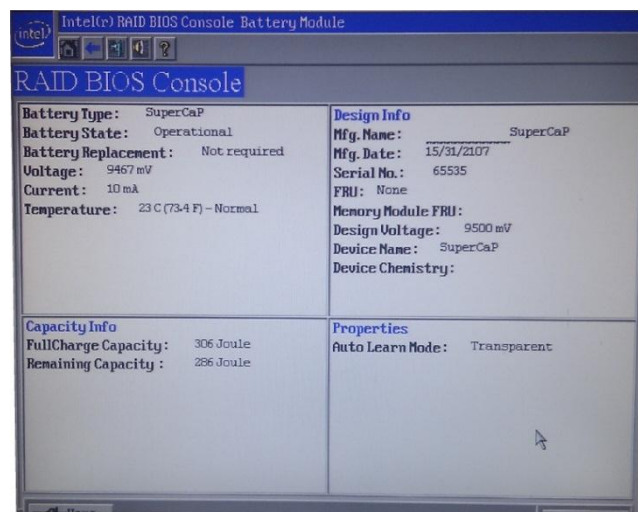 Intel(r) RAID BIOS Console Battery Module
intel
RAID BIOS Console
Battery Type: SuperCaP
Battery State: Operational
Battery Replacement: Not required
Voltage: 9467 mV
Current: 10 mA
Temperature: 23 C (73.4 F) – Normal
Design Info
Mfg. Name: SuperCaP
Mfg. Date: 15/31/2107
Serial No.: 65535
FRU: None
Memory Module FRU:
Design Voltage: 9500 mV
Device Name: SuperCaP
Device Chemistry:
Capacity Info
FullCharge Capacity: 306 Joule
Remaining Capacity : 286 Joule
Properties
Auto Learn Mode: Transparent